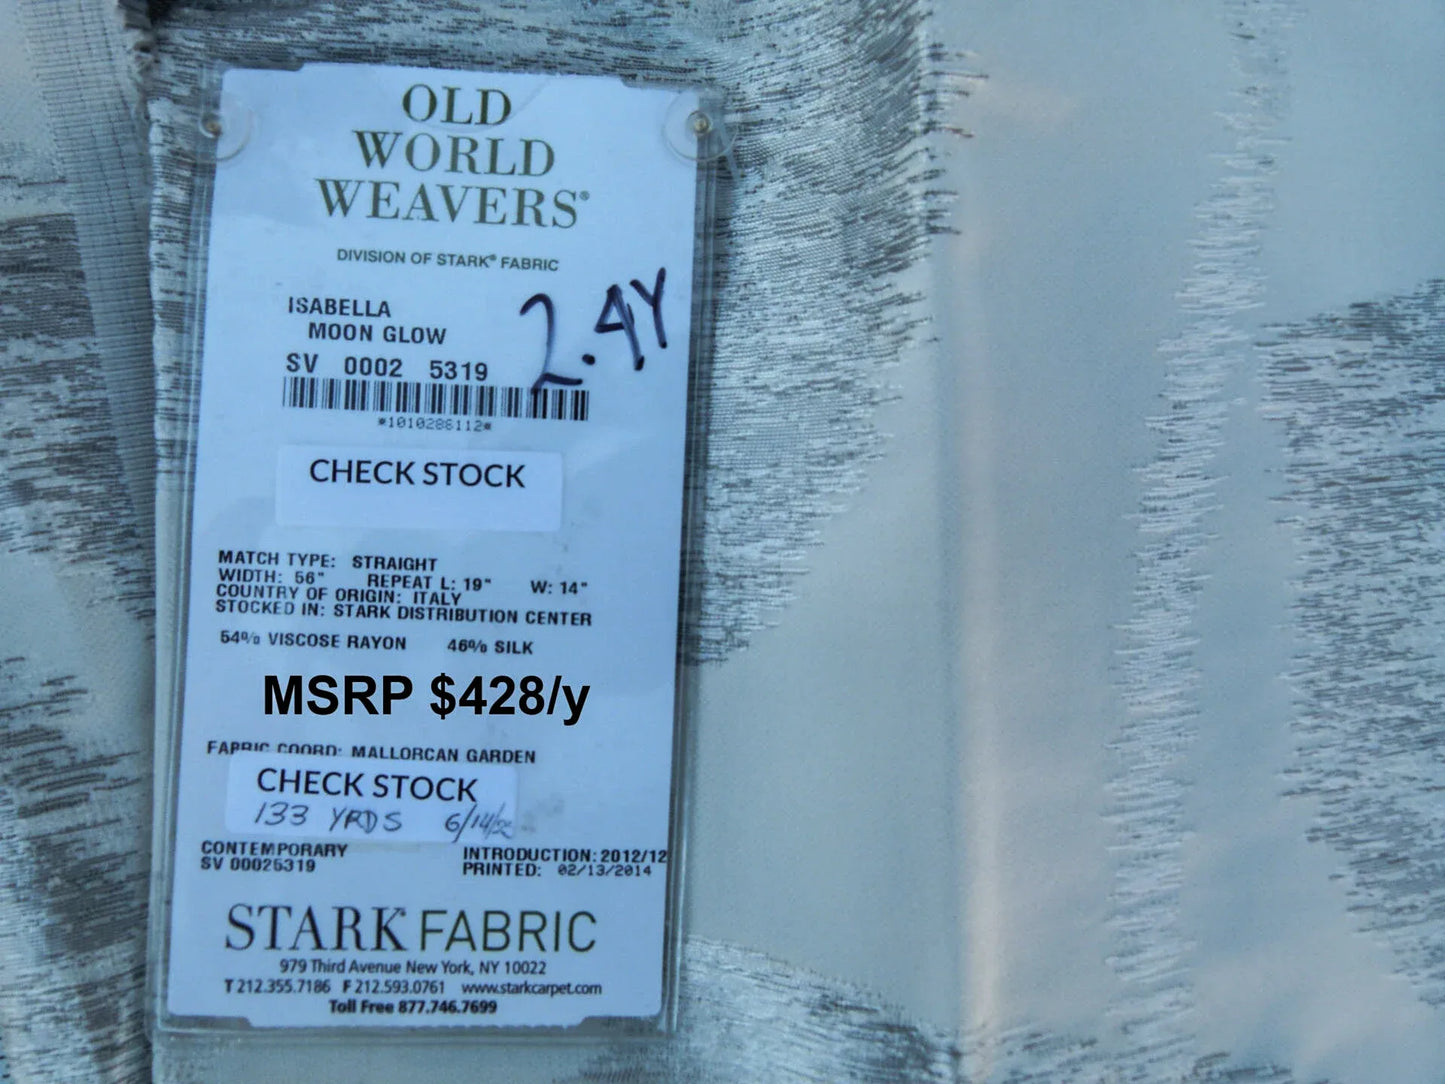 OLD
WORLD
WEAVERS®
DIVISION OF STARK® FABRIC
ISABELLA
MOON GLOW
2.4Y
SV 0002 5319
*1010286112*
CHECK STOCK
MATCH TYPE: STRAIGHT
WIDTH: 56" REPEAT L: 19" W: 14"
COUNTRY OF ORIGIN: ITALY
STOCKED IN: STARK DISTRIBUTION CENTER
54% VISCOSE RAYON 46% SILK
MSRP $428/y
FABRIC COORD: MALLORCAN GARDEN
CHECK STOCK
133 YRDS
CONTEMPORARY INTRODUCTION: 2012/12
SV 00025319 PRINTED: 02/13/2014
STARK FABRIC
979 Third Avenue New York, NY 10022
T 212.355.7186 F 212.593.0761 www.starkcarpet.com
Toll Free 877.746.7699